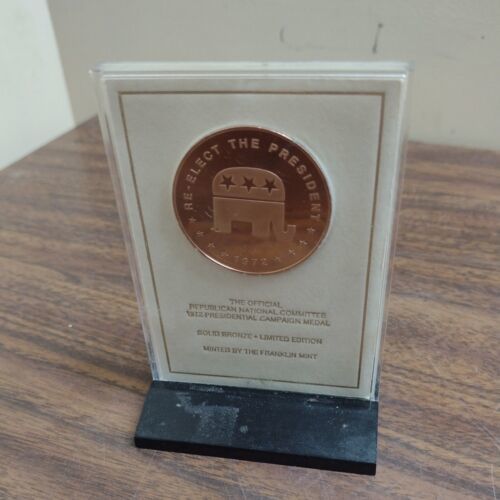 RE-ELECT THE PRESIDENT
1972
THE OFFICIAL
REPUBLICAN NATIONAL COMMITTEE
1972 PRESIDENTIAL CAMPAIGN MEDAL
SOLID BRONZE • LIMITED EDITION
MINTED BY THE FRANKLIN MINT